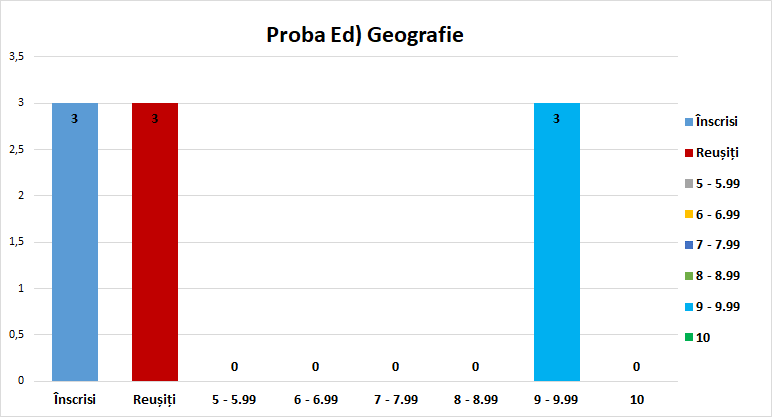 Proba Ed) Geografie
3,5
3
2,5
2
1,5
1
0,5
0
3
3
0
0
0
0
3
0
Înscrisi
Reușiți
5 - 5.99
6 - 6.99
7 - 7.99
8 - 8.99
9 - 9.99
10
Înscrisi
Reușiți
5 - 5.99
6 - 6.99
7 - 7.99
8 - 8.99
9 - 9.99
10